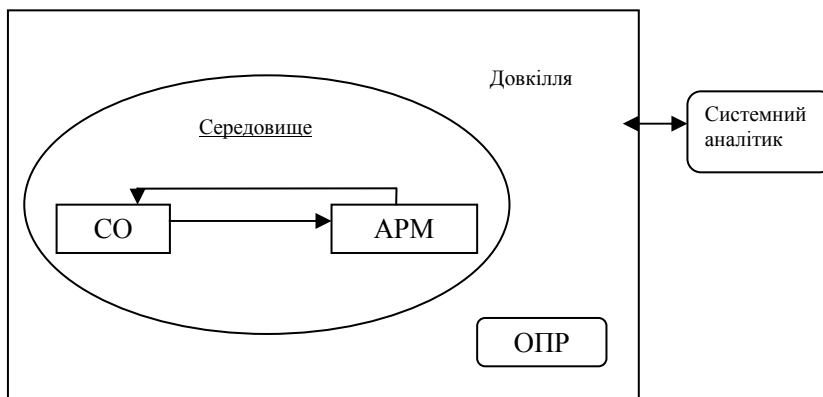 Довкілля
Системний
аналітик
Середовище
СО
АРМ
ОПР